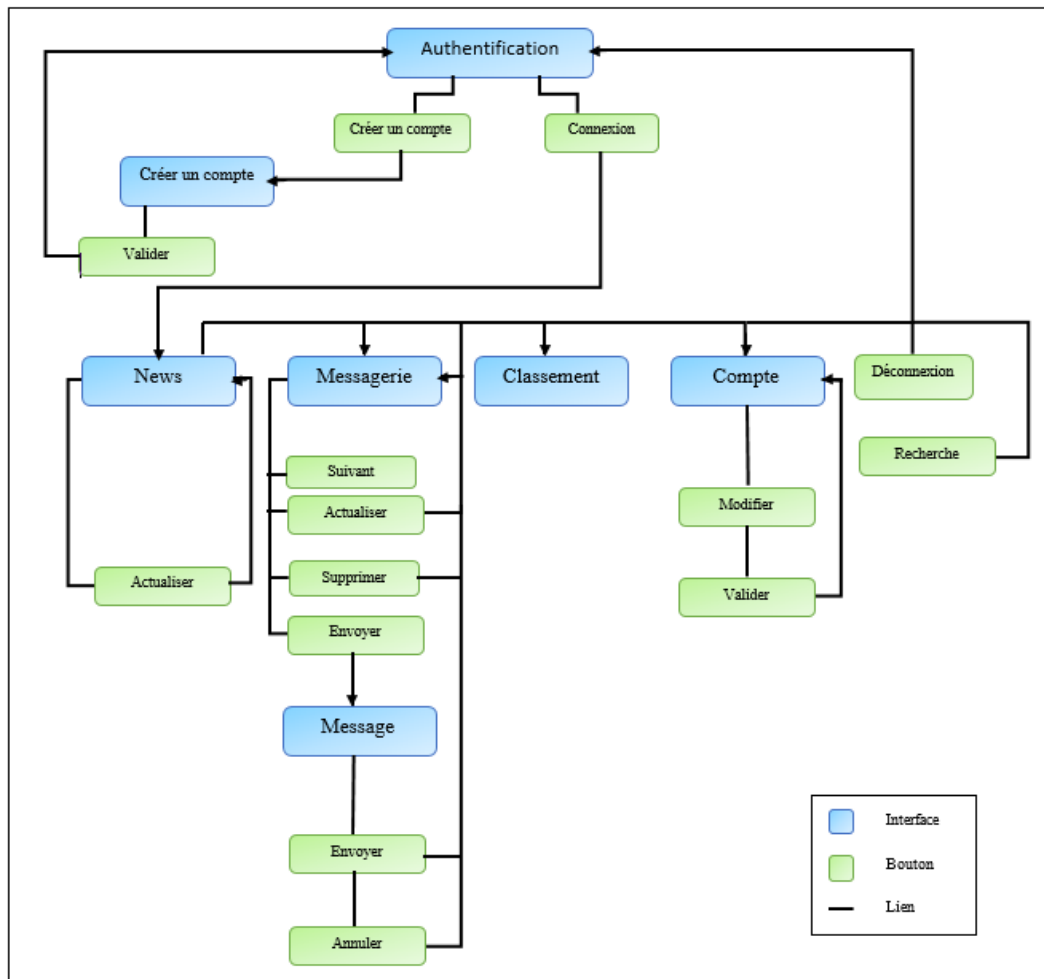 Authentification
Créer un compte
Connexion
Créer un compte
Valider
News
Messagerie
Classement
Compte
Déconnexion
Recherche
Suivant
Actualiser
Modifier
Actualiser
Supprimer
Valider
Envoyer
Message
Interface
Envoyer
Bouton
Lien
Annuler